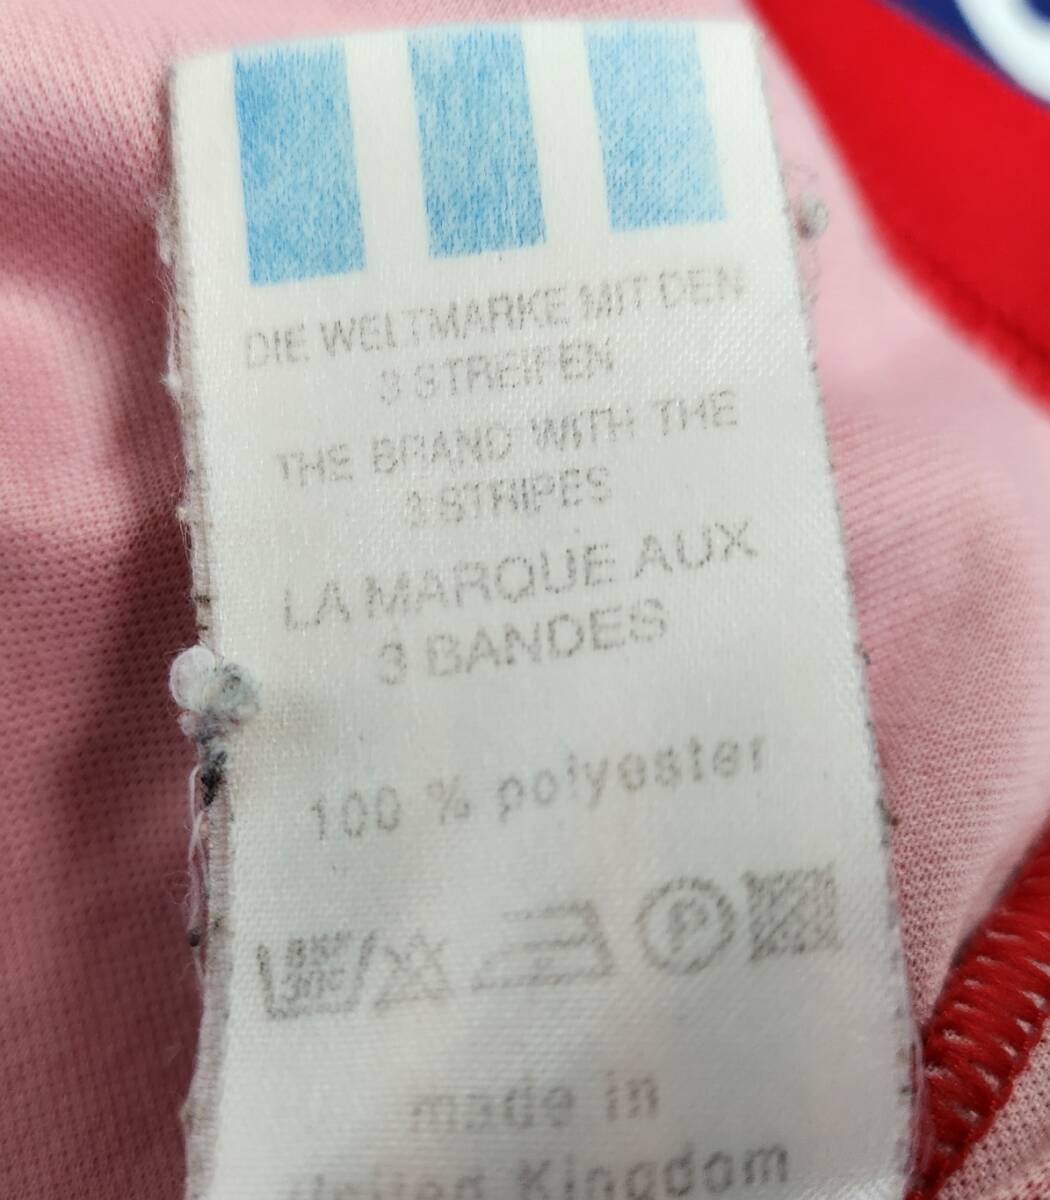 DIE WELTMARKE MIT DEN
3 STREIFEN
THE BRAND WITH THE
3 STRIPES
LA MARQUE AUX
3 BANDES
100 % polyester
P
made in
United Kingdom